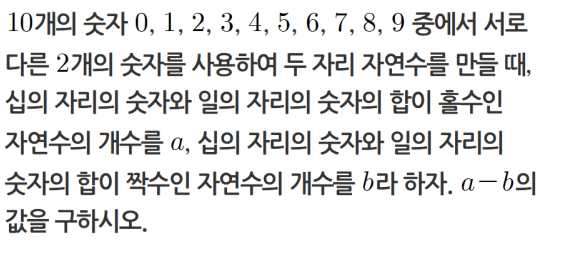 10개의 숫자 0, 1, 2, 3, 4, 5, 6, 7, 8, 9 중에서 서로
다른 2개의 숫자를 사용하여 두 자리 자연수를 만들 때,
십의 자리의 숫자와 일의 자리의 숫자의 합이 홀수인
자연수의 개수를 a, 십의 자리의 숫자와 일의 자리의
숫자의 합이 짝수인 자연수의 개수를 b라 하자. a－b의
값을 구하시오.